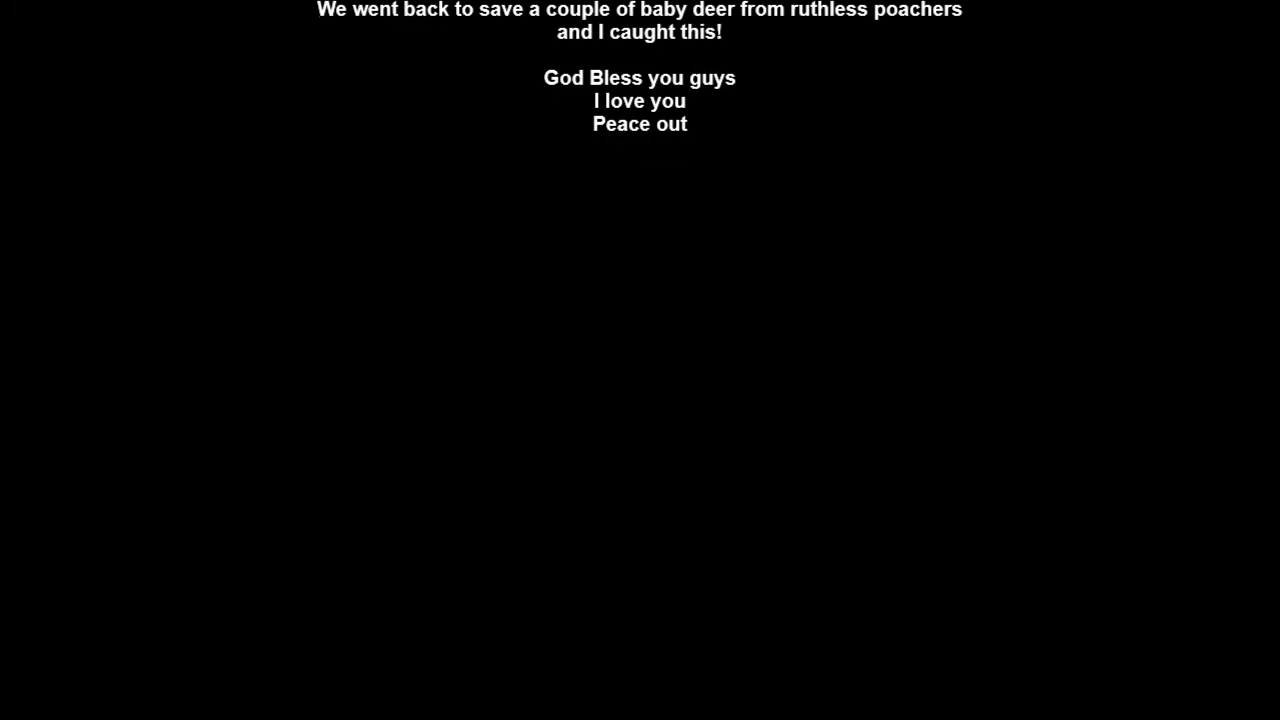 We went back to save a couple of baby deer from ruthless poachers
and I caught this!
God Bless you guys
I love you
Peace out